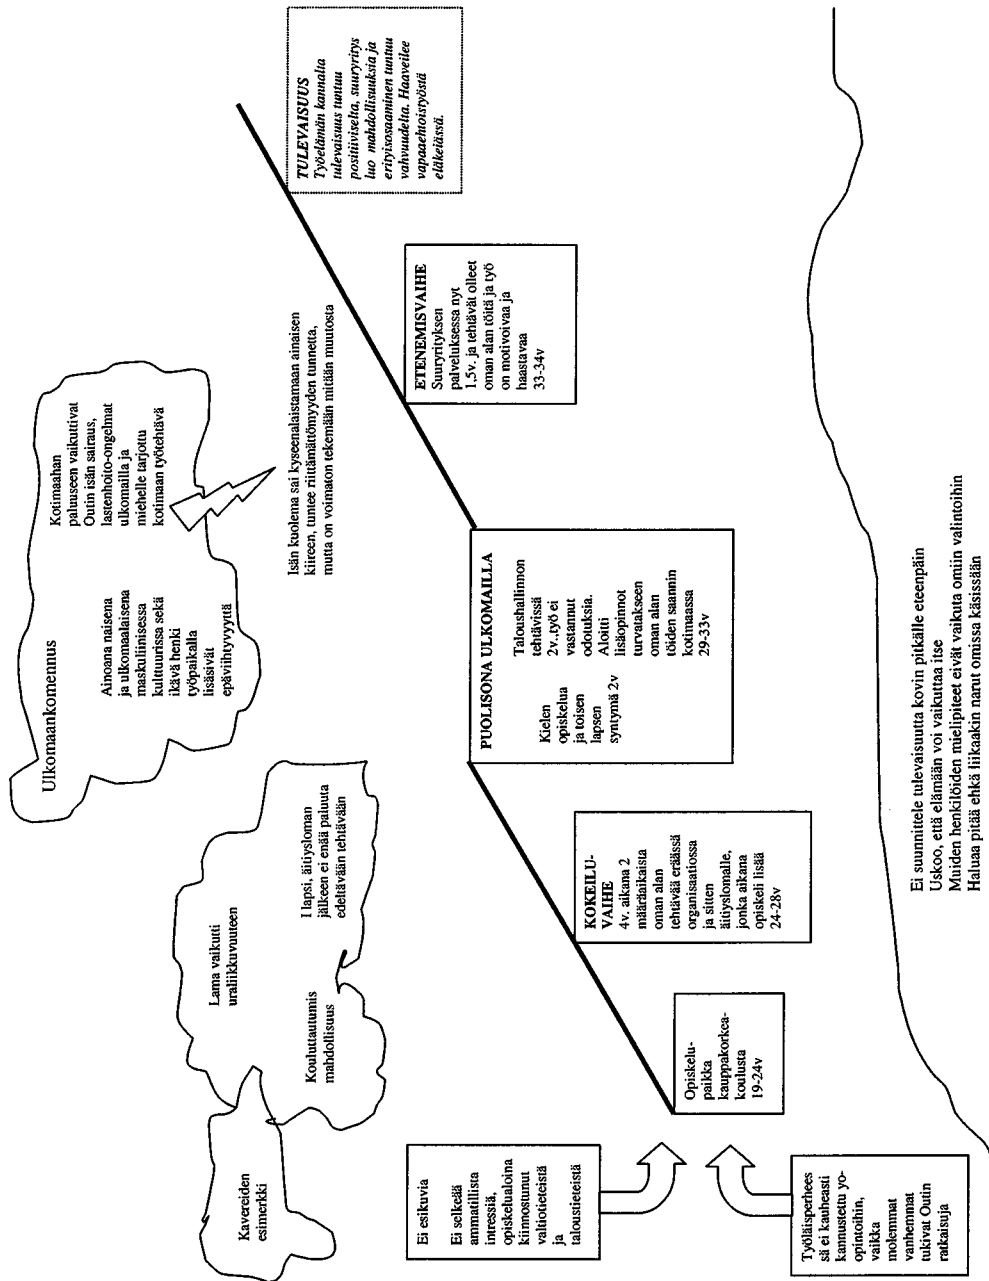 Kavereiden
esimerkki
Ei esikuvia
Ei selkeää
ammatillista
intressiä,
opiskelualoina
kiinnostunut
valtiotieteistä
ja
taloustieteistä
Työläisperhees
sä ei kauheasti
kannustettu yo-
opintoihin,
vaikka
molemmat
vanhemmat
tukivat Outin
ratkaisuja
Opiskelu-
paikka
kauppakorkea-
koulusta
19-24v
Lama vaikutti
uraliikkuvuuteen
Kouluttautumis
mahdollisuus
I lapsi, äitiysloman
jälkeen ei enää paluuta
edeltävään tehtävään
KOKEILU-
VAIHE
4v. aikana 2
määräaikaista
oman alan
tehtävää eräässä
organisaatiossa
ja sitten
äitiyslomalle,
jonka aikana
opiskeli lisää
24-28v
Ulkomaankomennus
Ainoana naisena
ja ulkomaalaisena
maskuliinisessa
kulttuurissa sekä
ikävä henki
työpaikalla
lisäsivät
epäviihtyvyyttä
Kotimaahan
paluuseen vaikuttivat
Outin isän sairaus,
lastenhoito-ongelmat
ulkomailla ja
miehelle tarjottu
kotimaan työtehtävä
Isän kuolema sai kyseenalaistamaan ainaisen
kiireen, tuntee riittämättömyyden tunnetta,
mutta on voimaton tekemään mitään muutosta
PUOLISONA ULKOMAILLA
Kielen
opiskelua
ja toisen
lapsen
syntymä 2v
Taloushallinnon
tehtävissä
2v..työ ei
vastannut
odotuksia.
Aloitti
lisäopinnot
turvatakseen
oman alan
töiden saannin
kotimaassa
29-33v
ETENEMISVAIHE
Suuryrityksen
palveluksessa nyt
1.5v. ja tehtävät olleet
oman alan töitä ja työ
on motivoivaa ja
haastavaa
33-34v
TULEVAISUUS
Työelämän kannalta
tulevaisuus tuntuu
positiiviselta, suuryritys
luo mahdollisuuksia ja
erityisosaaminen tuntuu
vahvuudelta. Haaveilee
vapaaehtoistyöstä
eläkeiässä.
Ei suunnittele tulevaisuutta kovin pitkälle eteenpäin
Uskoo, että elämään voi vaikuttaa itse
Muiden henkilöiden mielipiteet eivät vaikuta omiin valintoihin
Haluaa pitää ehkä liikaakin narut omissa käsissään